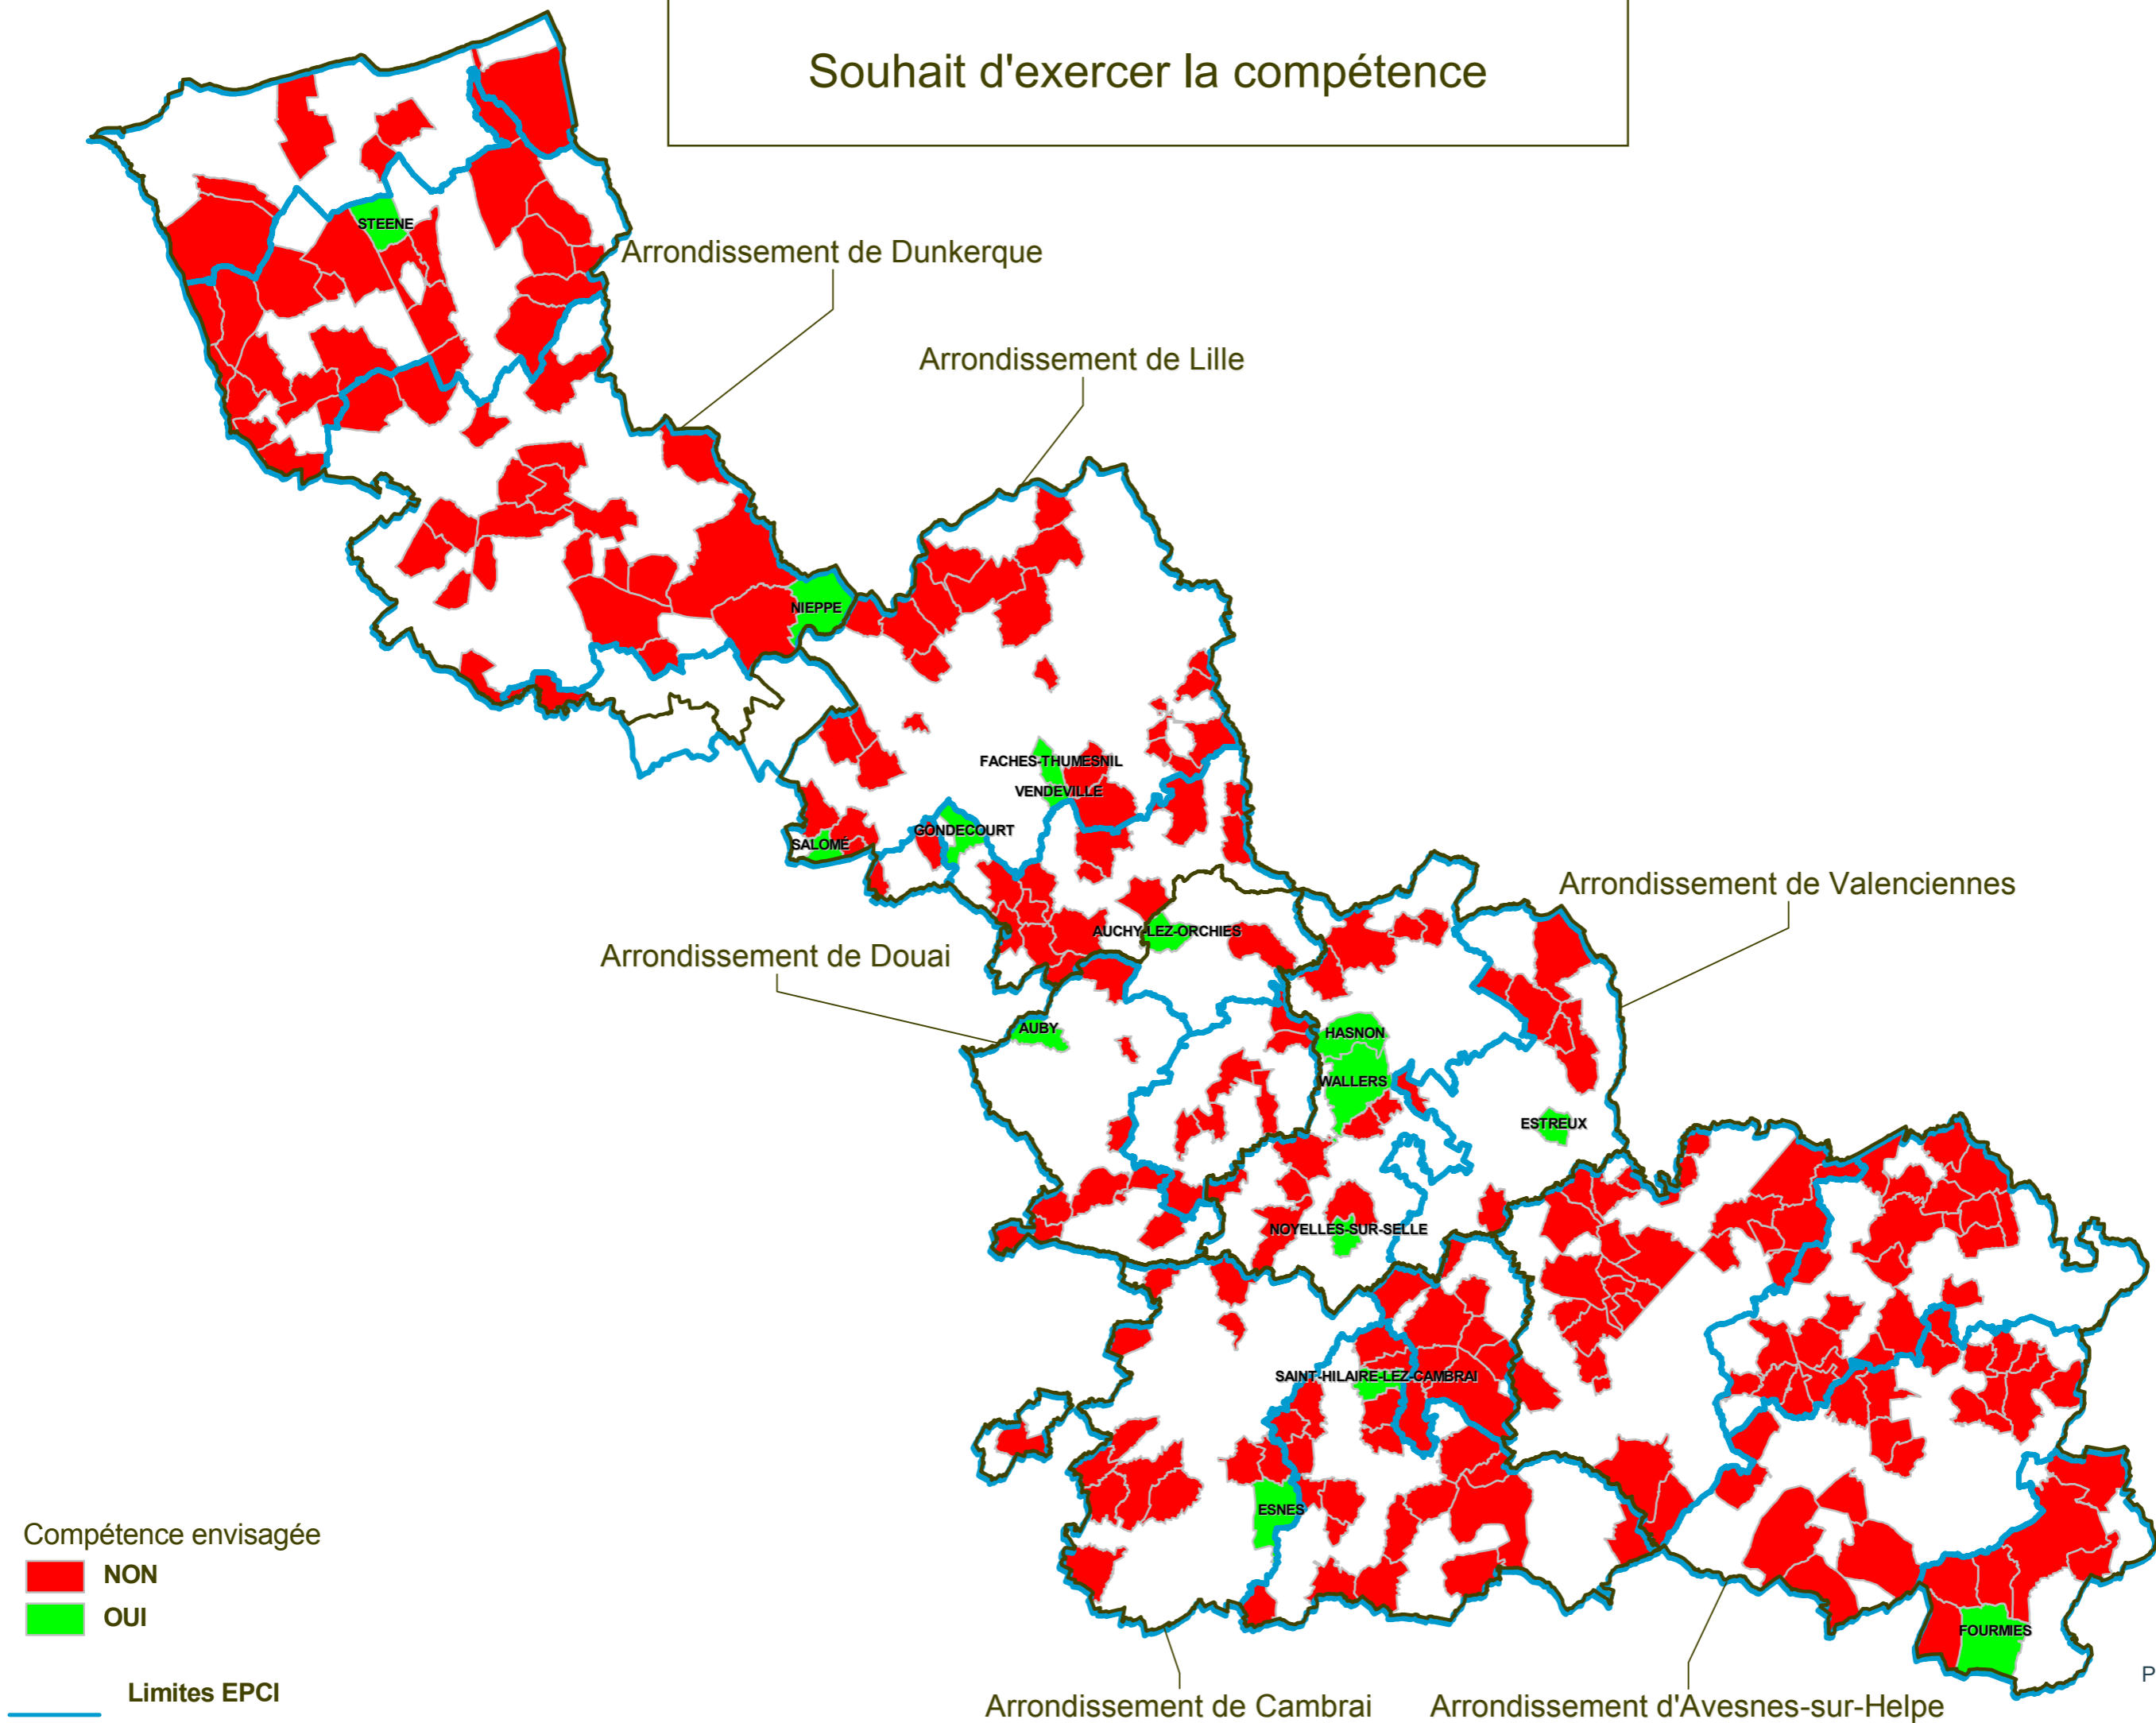 Souhait d'exercer la compétence
STEENE
Arrondissement de Dunkerque
Arrondissement de Lille
NIEPPE
FACHES-THUMESNIL
VENDEVILLE
GONDECOURT
SALOMÉ
Arrondissement de Valenciennes
AUCHY-LEZ-ORCHIES
Arrondissement de Douai
AUBY
HASNON
WALLERS
ESTREUX
NOYELLES-SUR-SELLE
SAINT-HILAIRE-LEZ-CAMBRAI
ESNES
Compétence envisagée
NON
OUI
FOURMIES
P
Limites EPCI
Arrondissement de Cambrai
Arrondissement d'Avesnes-sur-Helpe